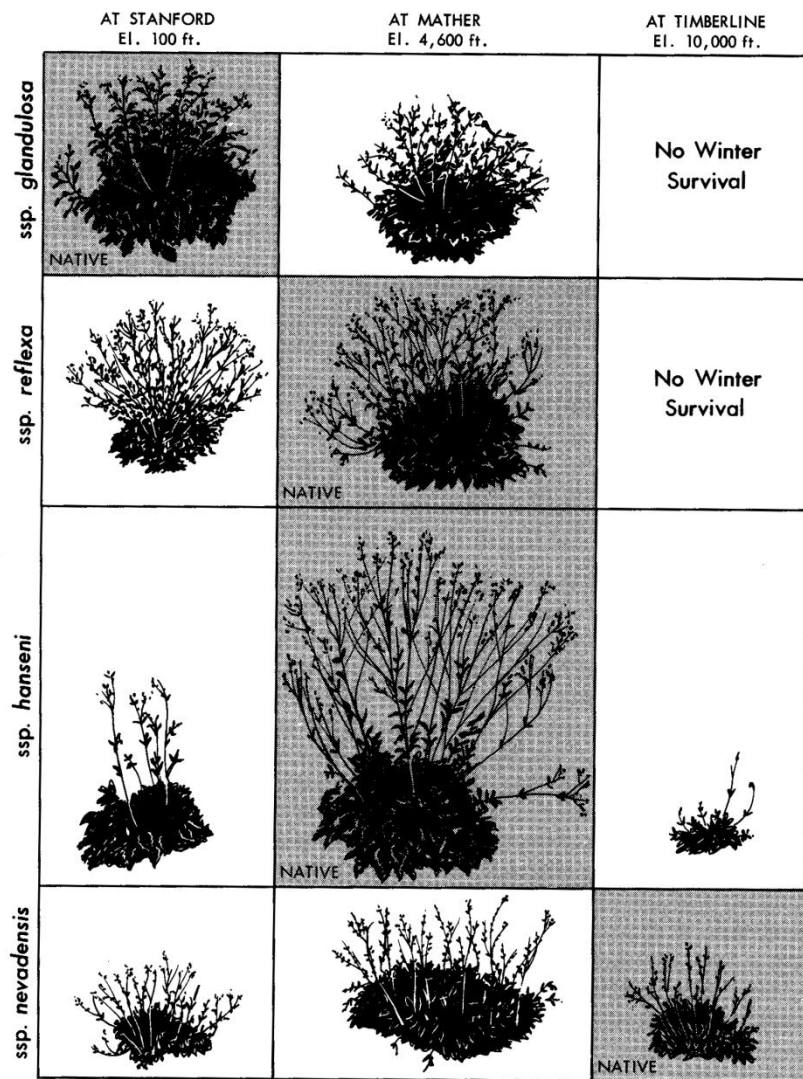 AT STANFORD
El. 100 ft.
AT MATHER
El. 4,600 ft.
AT TIMBERLINE
El. 10,000 ft.
ssp. glandulosa
NATIVE
No Winter
Survival
ssp. reflexa
NATIVE
No Winter
Survival
ssp. hanseni
NATIVE
ssp. nevadensis
NATIVE